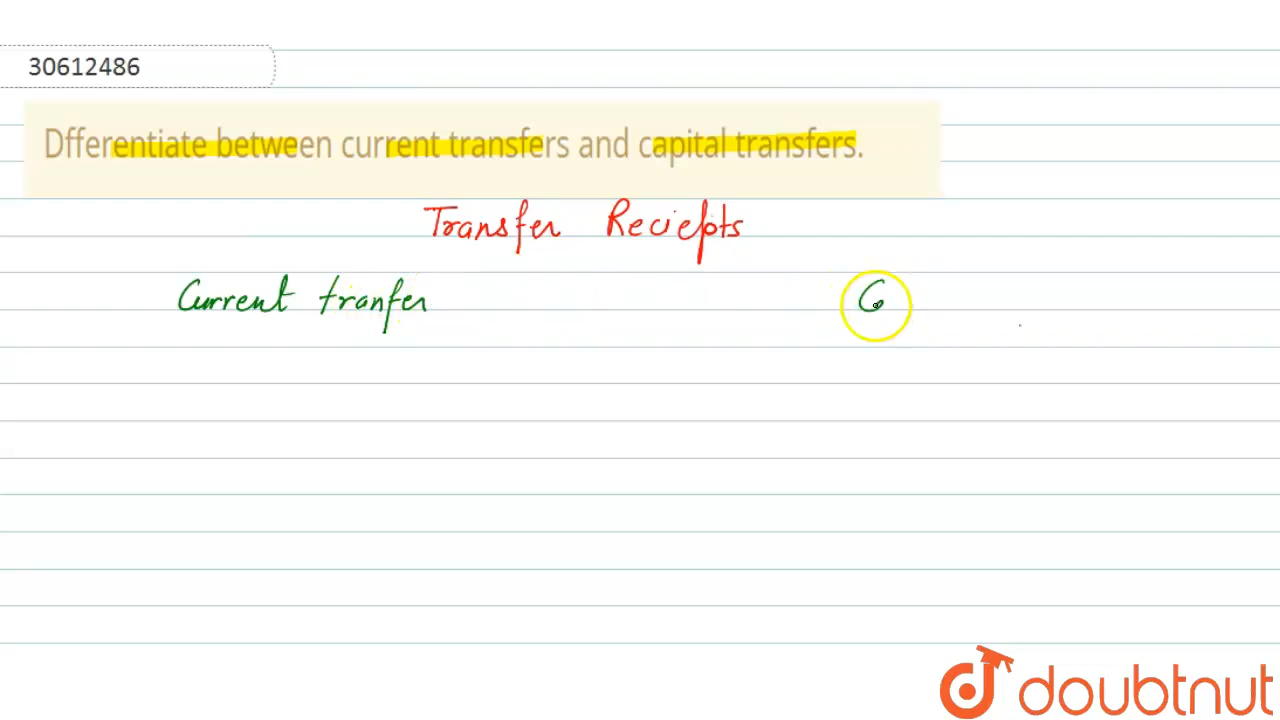 30612486
Dfferentiate between current transfers and capital transfers.
Transfer Reciepts
Current tranfer C
doubtnut